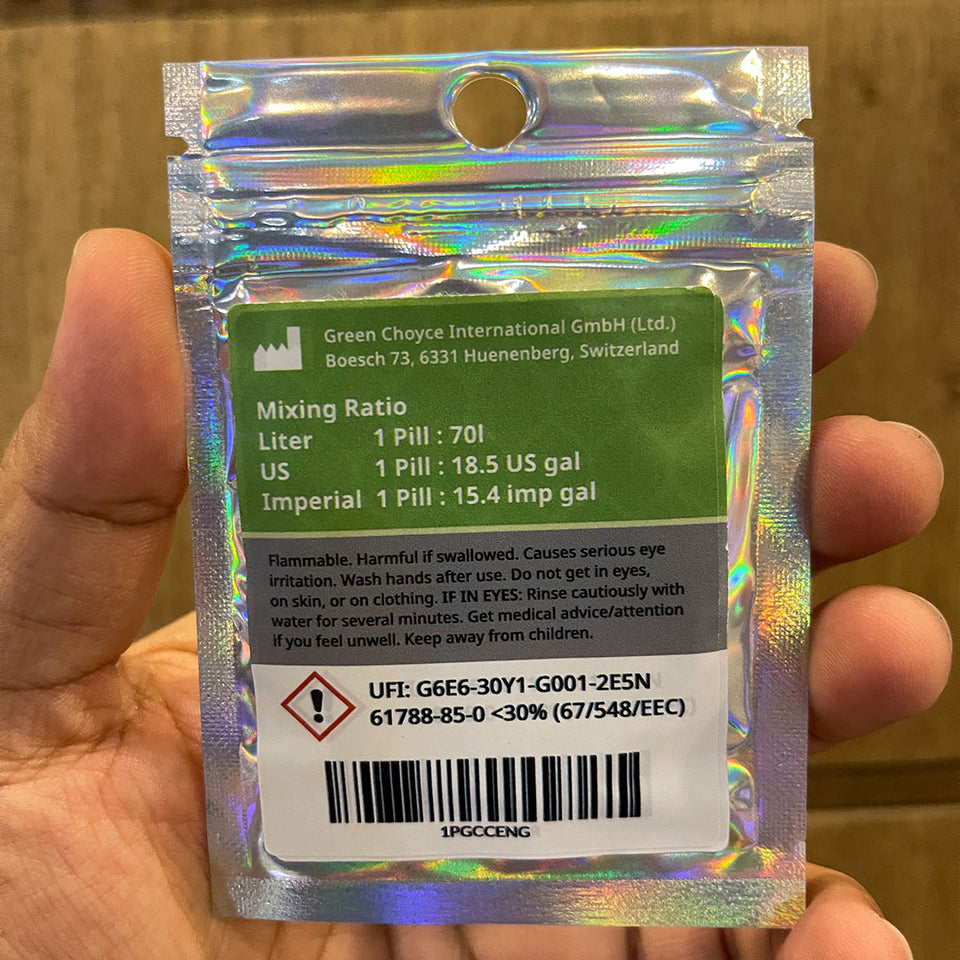 Green Choyce International GmbH (Ltd.)
Boesch 73, 6331 Huenenberg, Switzerland
Mixing Ratio
Liter 1 Pill : 70l
US 1 Pill : 18.5 US gal
Imperial 1 Pill : 15.4 imp gal
Flammable. Harmful if swallowed. Causes serious eye
irritation. Wash hands after use. Do not get in eyes,
on skin, or on clothing. IF IN EYES: Rinse cautiously with
water for several minutes. Get medical advice/attention
if you feel unwell. Keep away from children.
UFI: G6E6-30Y1-G001-2E5N
61788-85-0 <30% (67/548/EEC)
1PGCCENG